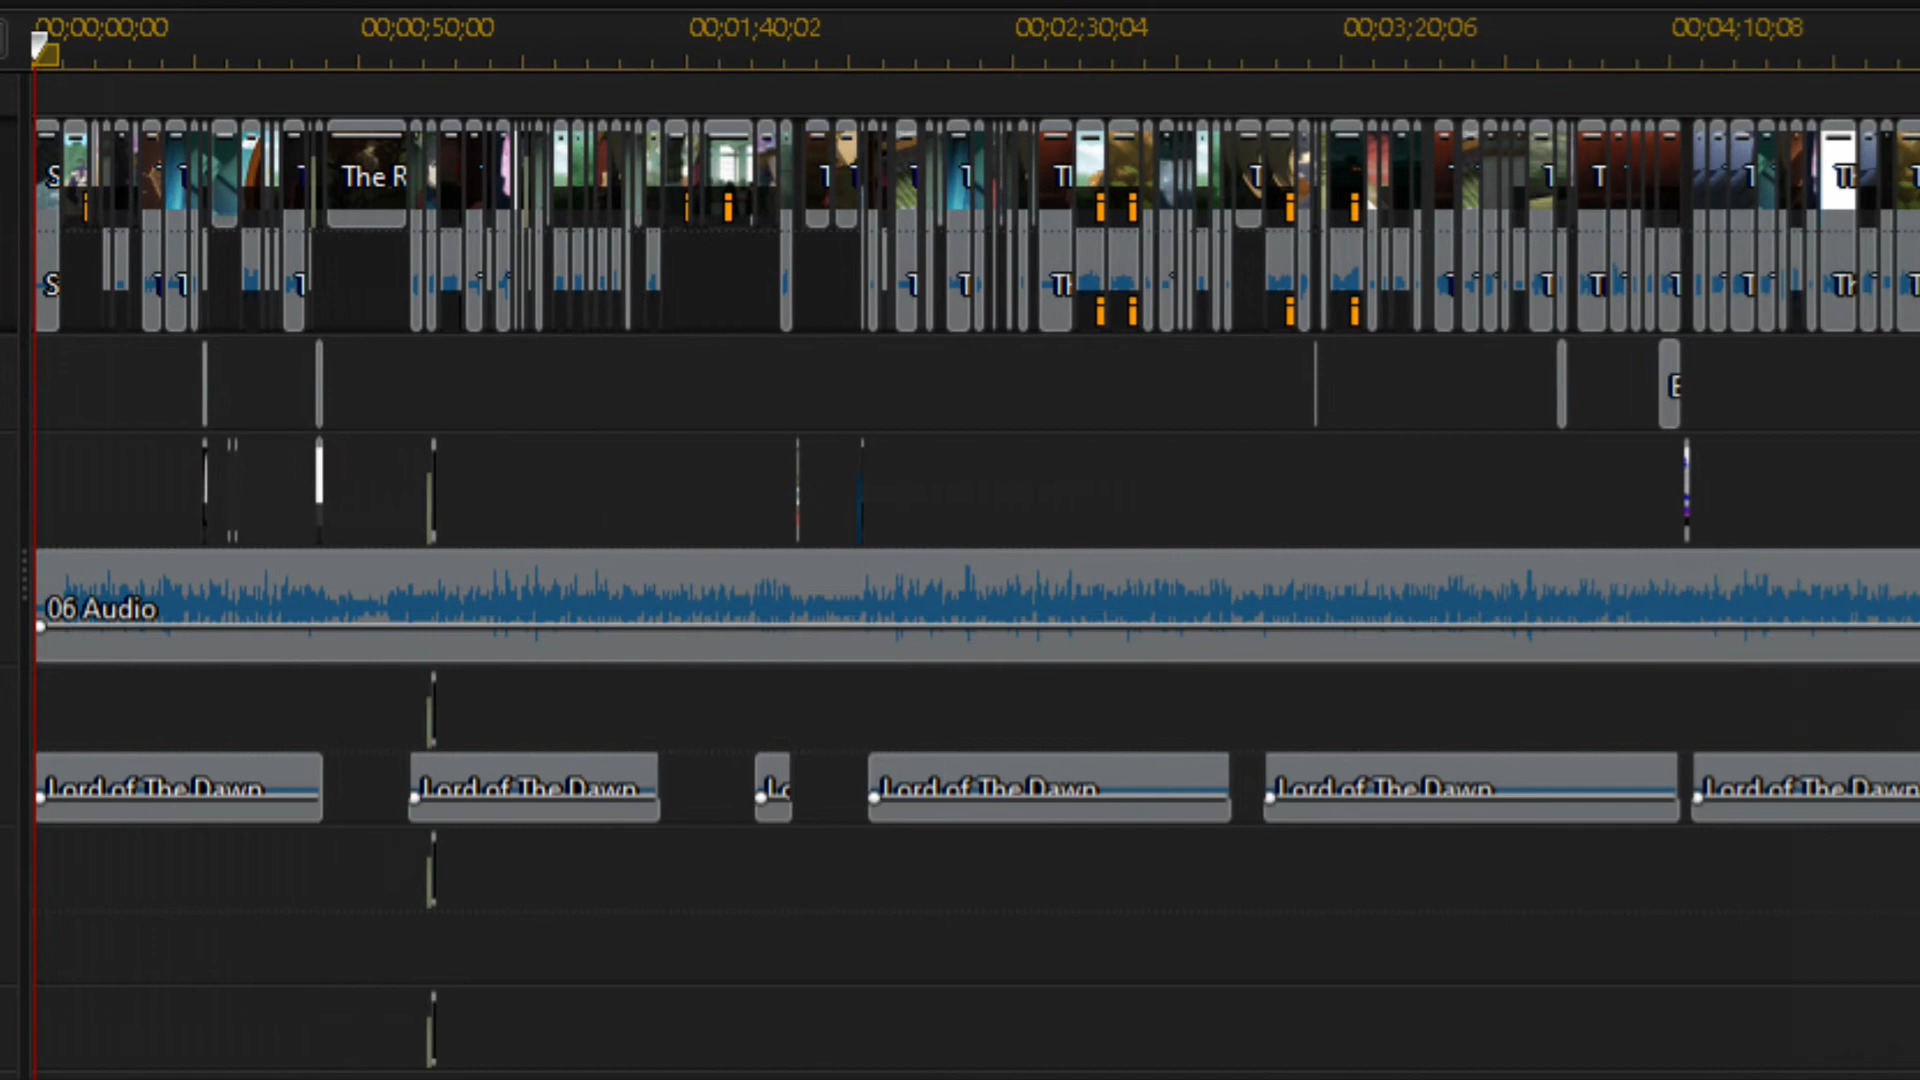 00;00;00;00 00;00;50;00 00;01;40;02 00;02;30;04 00;03;20;06 00;04;10;08
S The R
06 Audio
Lord of The Dawn Lord of The Dawn Lo Lord of The Dawn Lord of The Dawn Lord of The Dawn